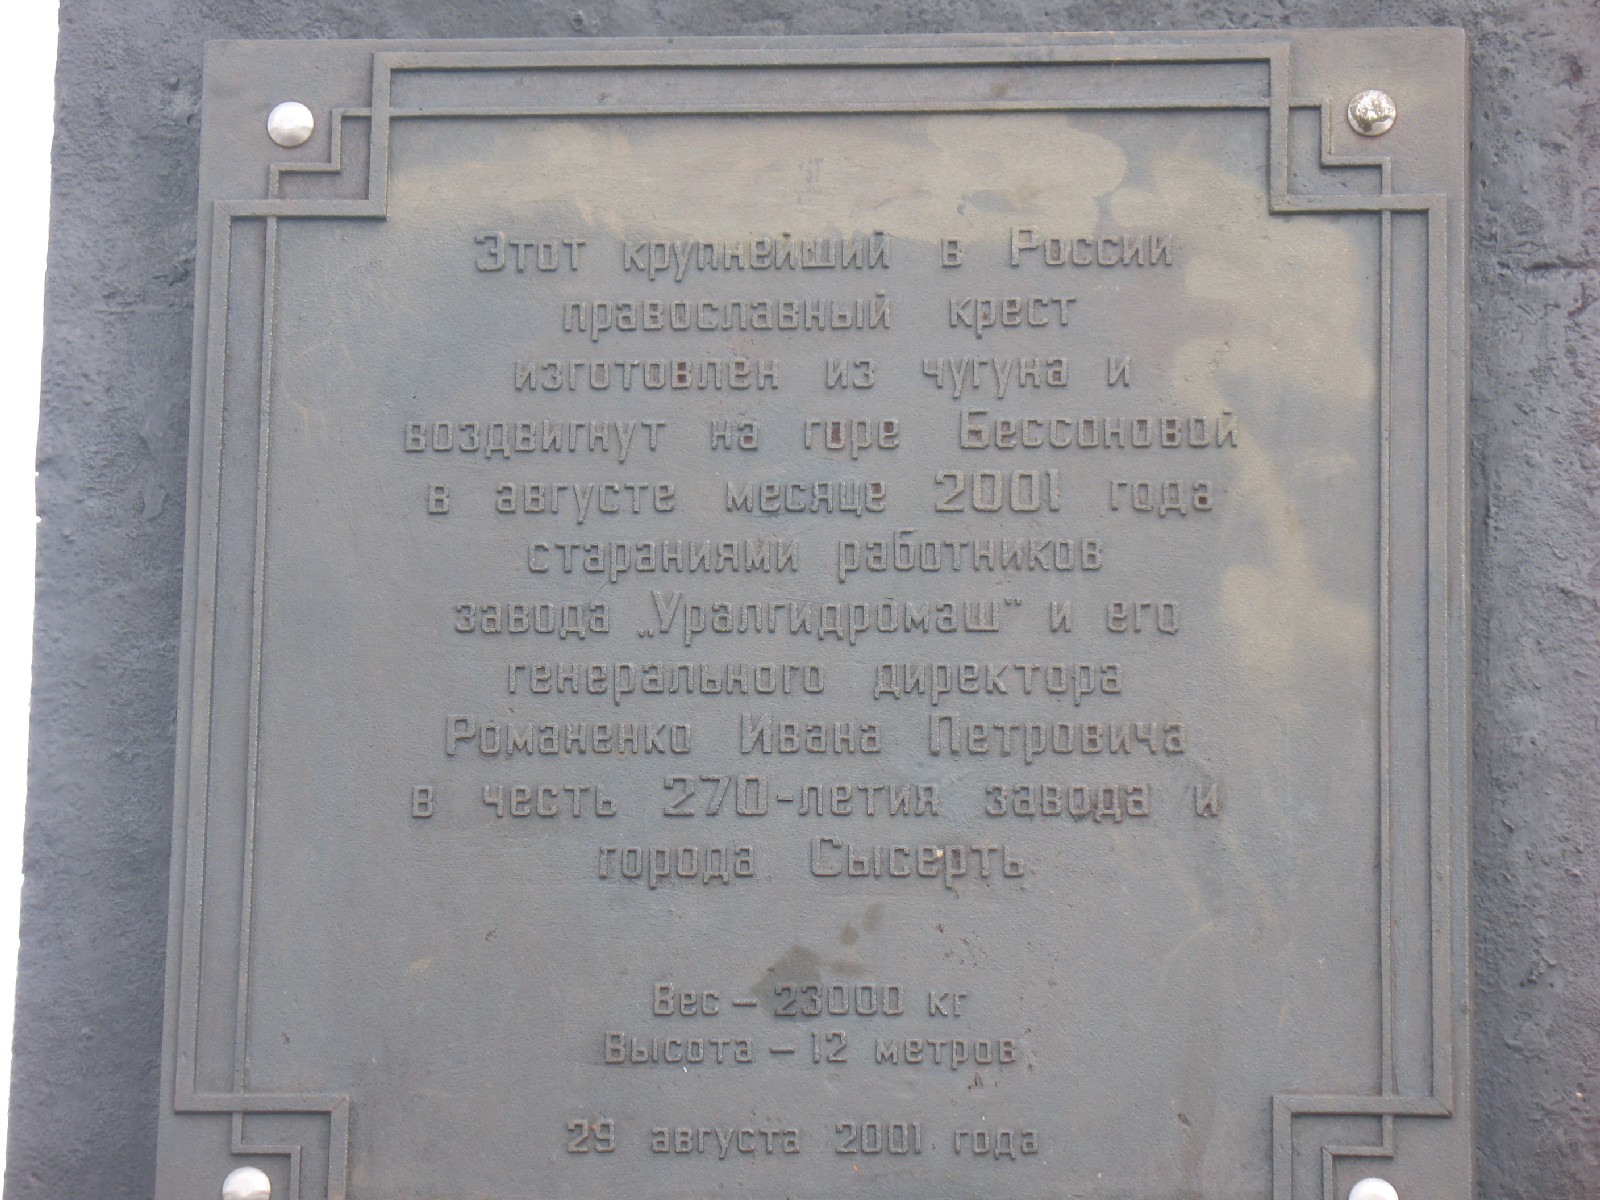 Этот крупнейший в России
православный крест
изготовлен из чугуна и
воздвигнут на горе Бессоновой
в августе месяце 2001 года
стараниями работников
завода „Уралгидромаш" и его
генерального директора
Романенко Ивана Петровича
в честь 270-летия завода и
города Сысерть
Вес – 23000 кг
Высота – 12 метров
29 августа 2001 года